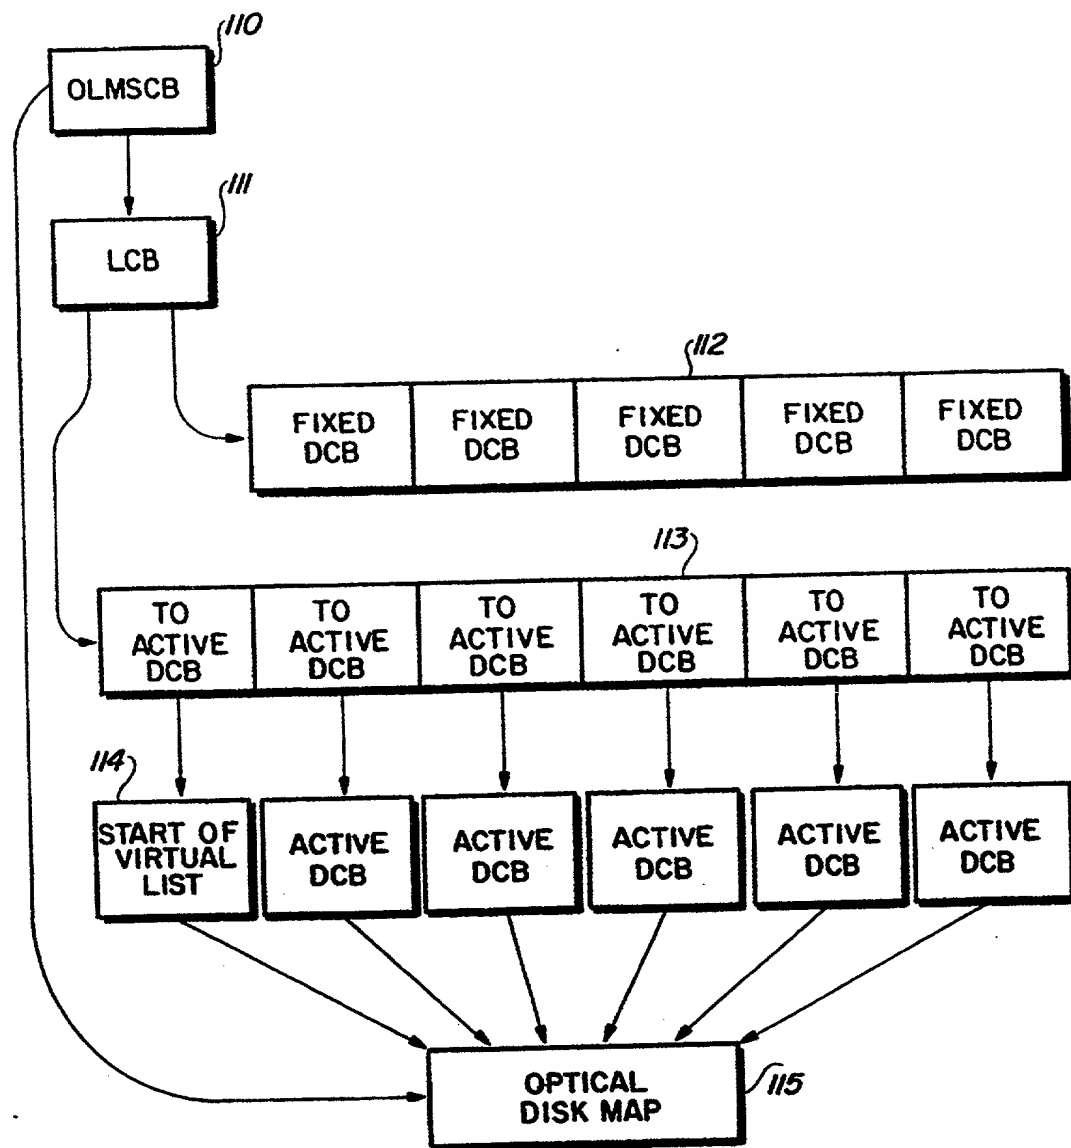 110
OLMSCB
111
LCB
112
FIXED DCB
FIXED DCB
FIXED DCB
FIXED DCB
FIXED DCB
113
TO ACTIVE DCB
TO ACTIVE DCB
TO ACTIVE DCB
TO ACTIVE DCB
TO ACTIVE DCB
TO ACTIVE DCB
114
START OF VIRTUAL LIST
ACTIVE DCB
ACTIVE DCB
ACTIVE DCB
ACTIVE DCB
ACTIVE DCB
OPTICAL
DISK MAP
115